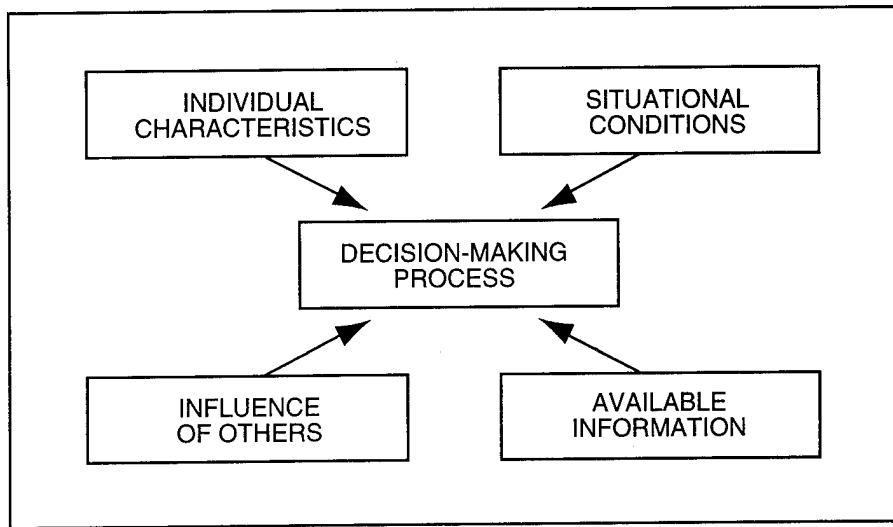 INDIVIDUAL
CHARACTERISTICS
SITUATIONAL
CONDITIONS
DECISION-MAKING
PROCESS
INFLUENCE
OF OTHERS
AVAILABLE
INFORMATION